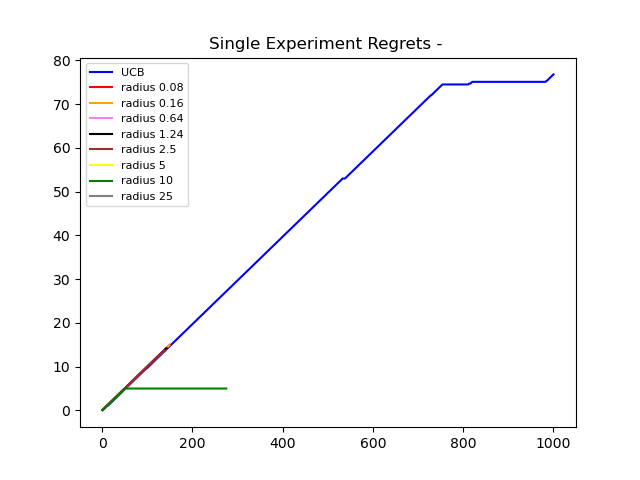 Single Experiment Regrets -
80
70
60
50
40
30
20
10
0
UCB
radius 0.08
radius 0.16
radius 0.64
radius 1.24
radius 2.5
radius 5
radius 10
radius 25
0 200 400 600 800 1000